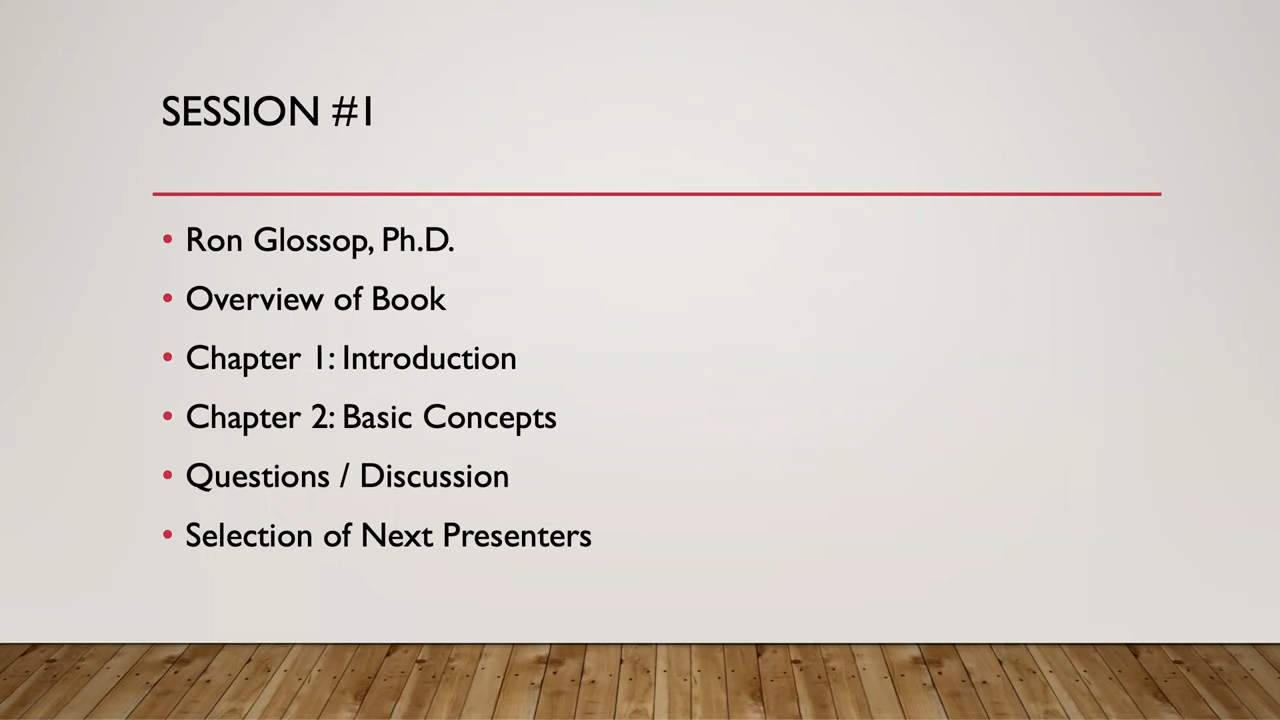 SESSION #1
• Ron Glossop, Ph.D.
• Overview of Book
• Chapter 1: Introduction
• Chapter 2: Basic Concepts
• Questions / Discussion
• Selection of Next Presenters